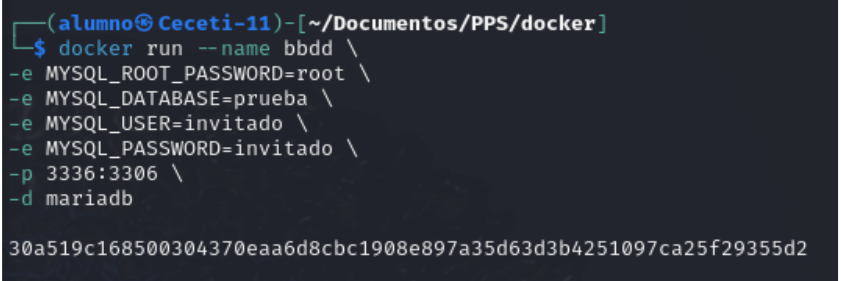 ┌──(alumno㉿Ceceti-11)-[~/Documentos/PPS/docker]
└─$ docker run --name bbdd \
-e MYSQL_ROOT_PASSWORD=root \
-e MYSQL_DATABASE=prueba \
-e MYSQL_USER=invitado \
-e MYSQL_PASSWORD=invitado \
-p 3336:3306 \
-d mariadb
30a519c168500304370eaa6d8cbc1908e897a35d63d3b4251097ca25f29355d2